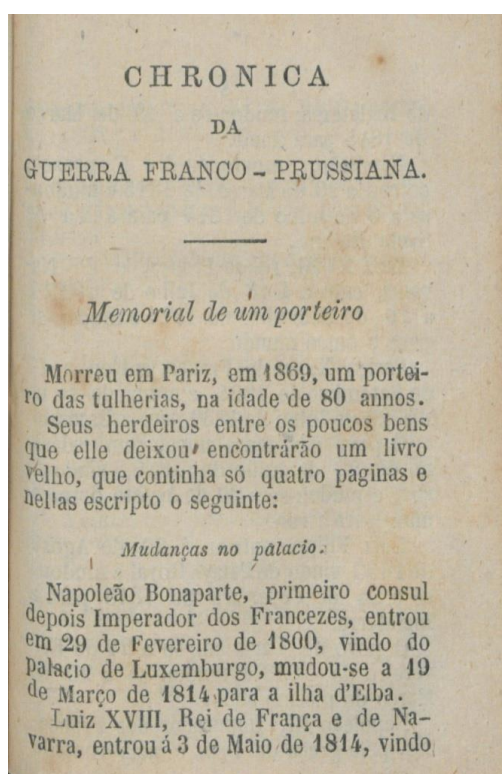 CHRONICA
DA
GUERRA FRANCO-PRUSSIANA.
Memorial de um porteiro
Morreu em Pariz, em 1869, um portei-
ro das tulherias, na idade de 80 annos.
Seus herdeiros entre os poucos bens
que elle deixou encontrárão um livro
velho, que continha só quatro paginas e
nellas escripto o seguinte:
Mudanças no palacio.
Napoleão Bonaparte, primeiro consul
depois Imperador dos Francezes, entrou
em 29 de Fevereiro de 1800, vindo do
palacio de Luxemburgo, mudou-se a 19
de Março de 1814 para a ilha d'Elba.
Luiz XVIII, Rei de França e de Na-
varra, entrou á 3 de Maio de 1814, vindo